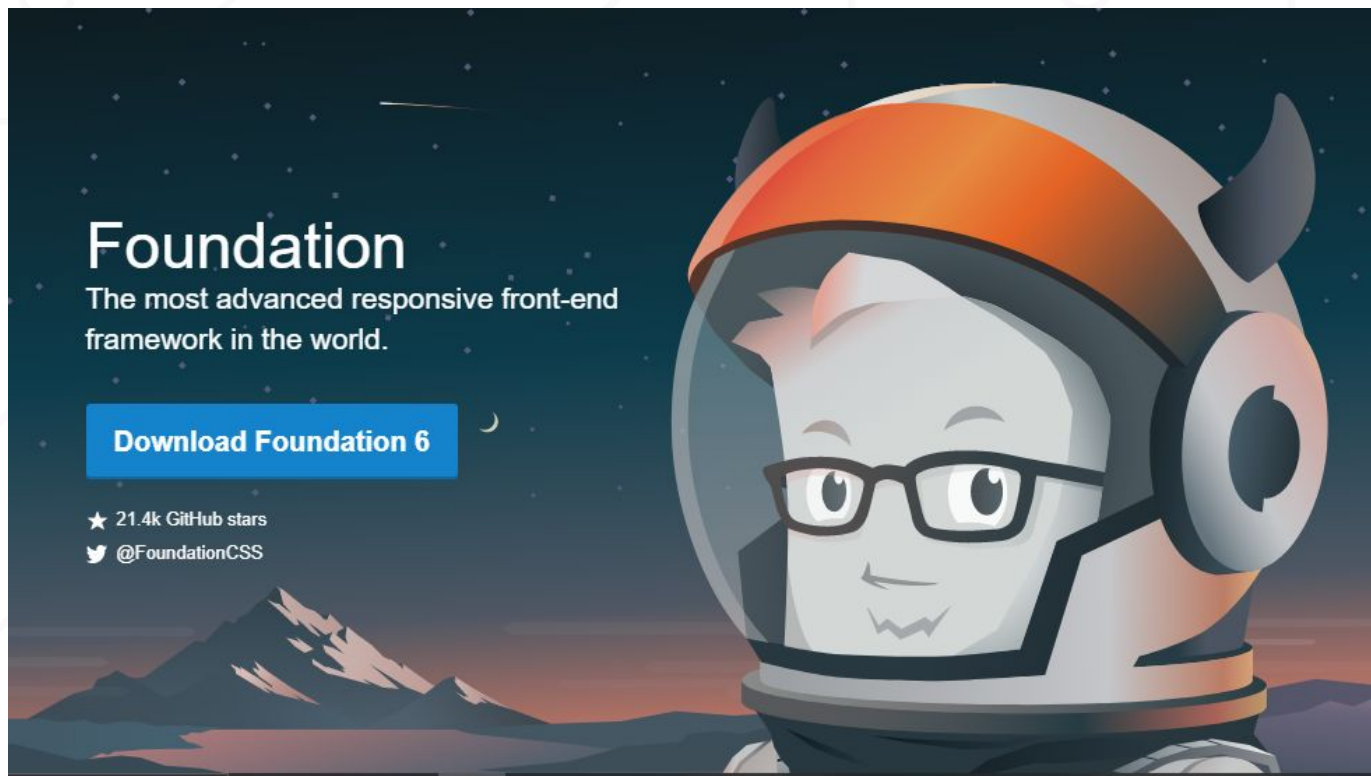 Foundation
The most advanced responsive front-end
framework in the world.
Download Foundation 6
21.4k GitHub stars
@FoundationCSS